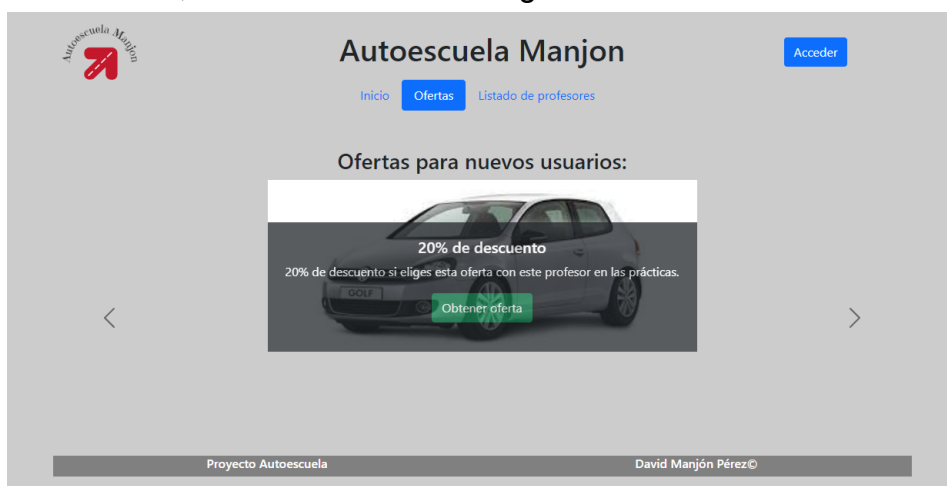 Autoescuela Manjon
Autoescuela Manjon
Acceder
Inicio Ofertas Listado de profesores
Ofertas para nuevos usuarios:
20% de descuento
20% de descuento si eliges esta oferta con este profesor en las prácticas.
GOLF
Obtener oferta
Proyecto Autoescuela David Manjón Pérez©